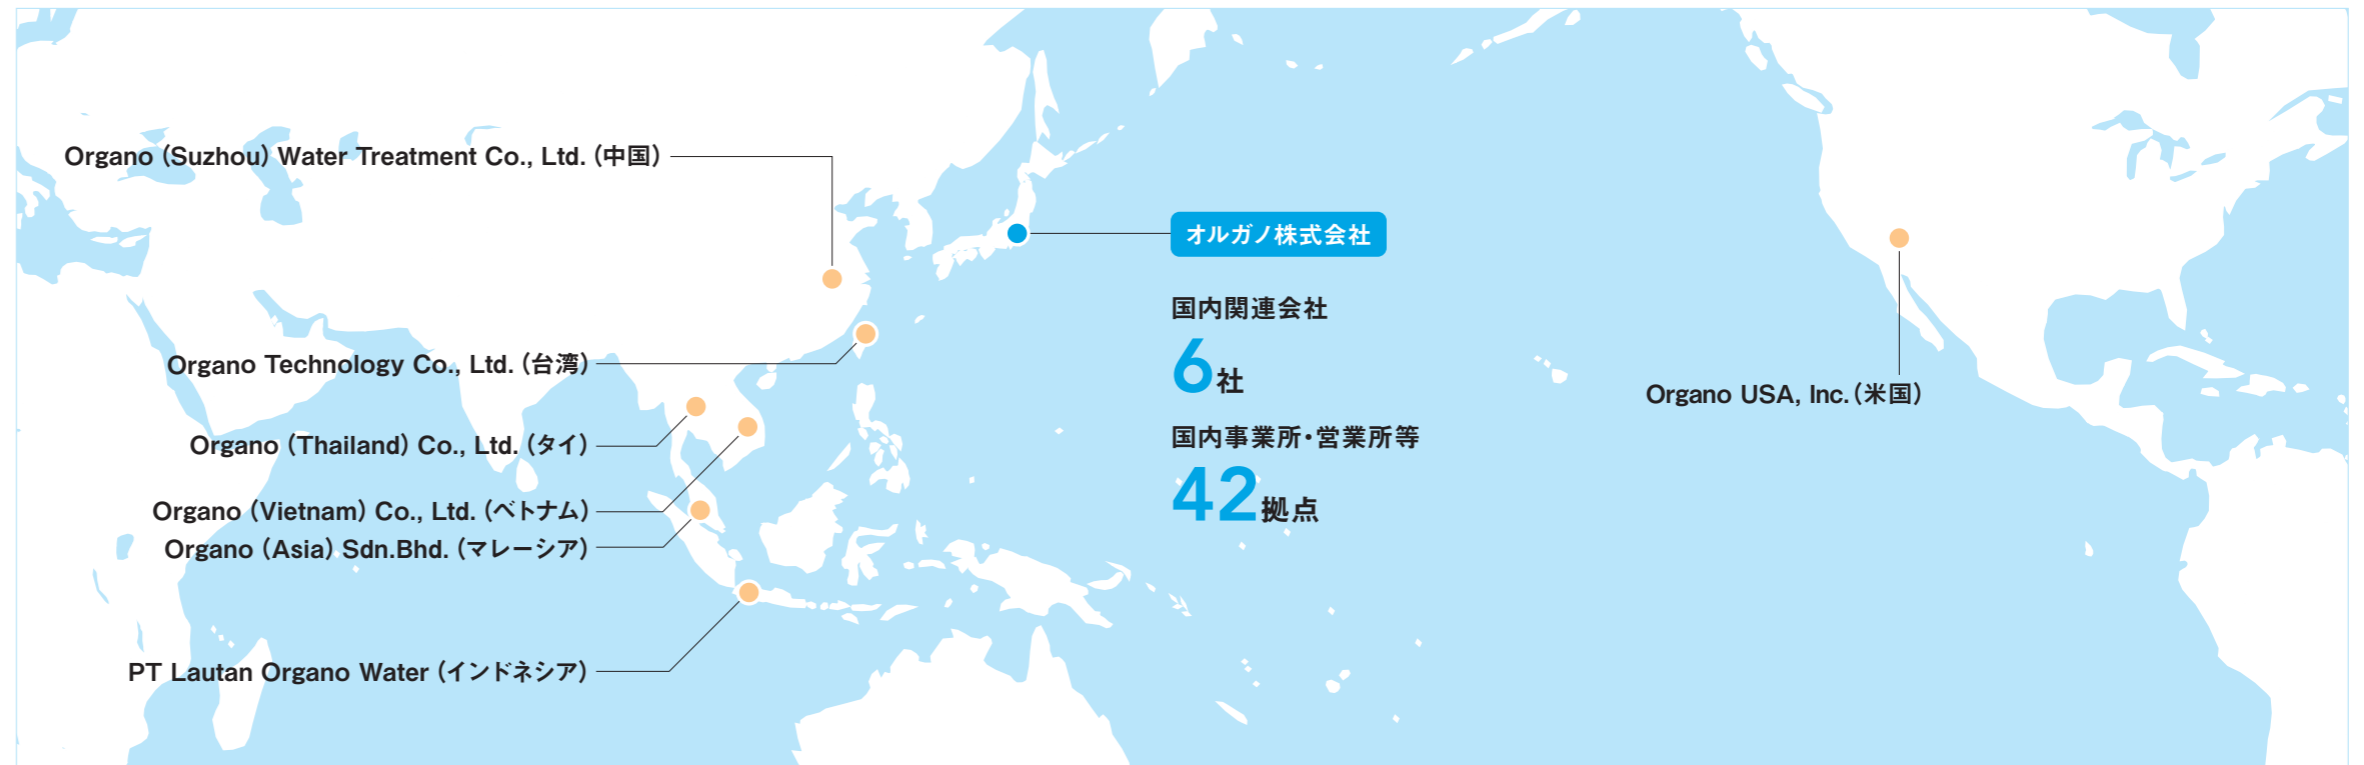 Organo（Suzhou）Water Treatment Co., Ltd.（中国）
Organo Technology Co., Ltd.（台湾）
Organo（Thailand）Co., Ltd.（タイ）
Organo（Vietnam）Co., Ltd.（ベトナム）
Organo（Asia）Sdn.Bhd.（マレーシア）
PT Lautan Organo Water（インドネシア）
オルガノ株式会社
国内関連会社
6社
国内事業所・営業所等
42拠点
Organo USA, Inc.（米国）